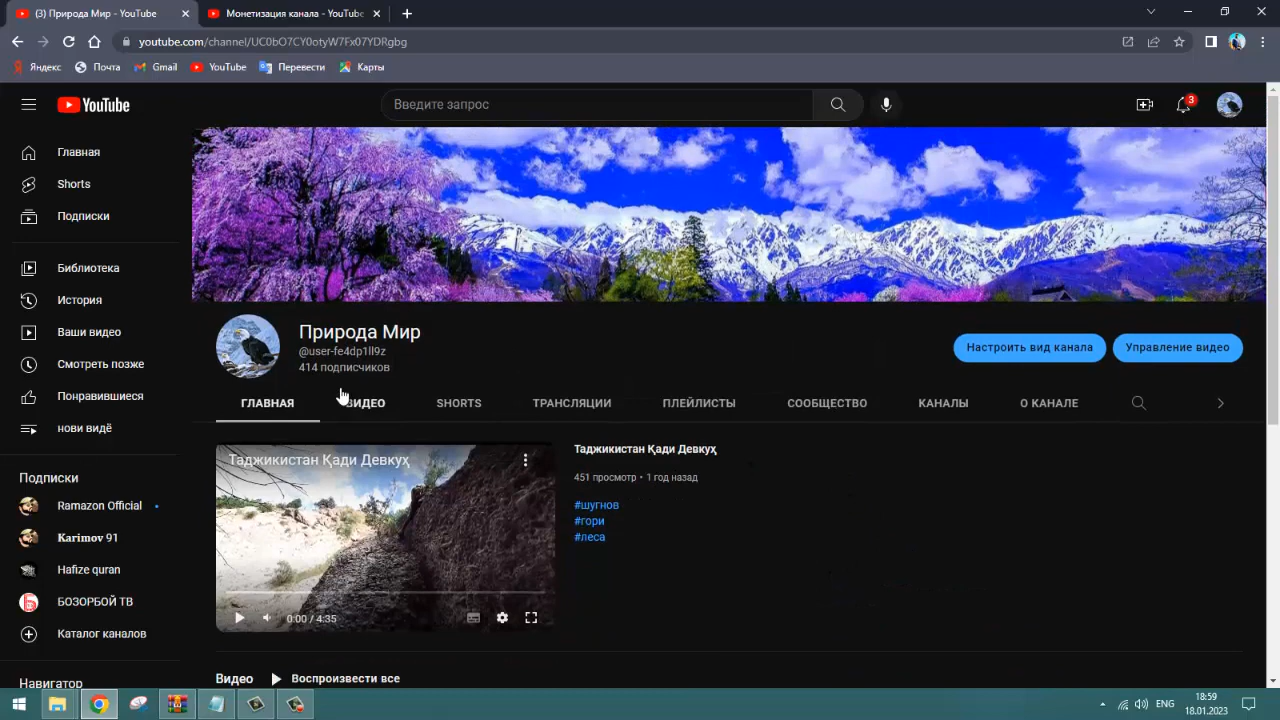 (3) Природа Мир - YouTube
Монетизация канала - YouTube
youtube.com/channel/UC0bO7CY0otyW7Fx07YDRgbg
Яндекс
Почта
Gmail
YouTube
Перевести
Карты
YouTube
Введите запрос
3
Главная
Shorts
Подписки
Библиотека
История
Ваши видео
Смотреть позже
Понравившиеся
нови видё
Подписки
Ramazon Official
Karimov 91
Hafize quran
БОЗОРБОЙ ТВ
Каталог каналов
Навигатор
Природа Мир
@user-fe4dp1ll9z
414 подписчиков
Настроить вид канала
Управление видео
ГЛАВНАЯ
ВИДЕО
SHORTS
ТРАНСЛЯЦИИ
ПЛЕЙЛИСТЫ
СООБЩЕСТВО
КАНАЛЫ
О КАНАЛЕ
Таджикистан Қади Девкуҳ
0:00 / 4:35
Таджикистан Қади Девкуҳ
451 просмотр • 1 год назад
#шугнов
#гори
#леса
Видео
Воспроизвести все
ENG
18:59
18.01.2023